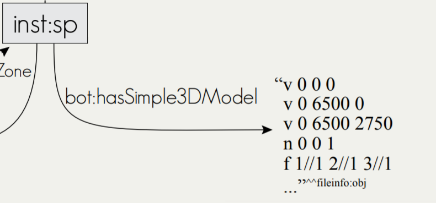 inst:sp
Zone
bot:hasSimple3DModel
“v 0 0 0
v 0 6500 0
v 0 6500 2750
n 0 0 1
f 1//1 2//1 3//1
...”^^fileinfo:obj